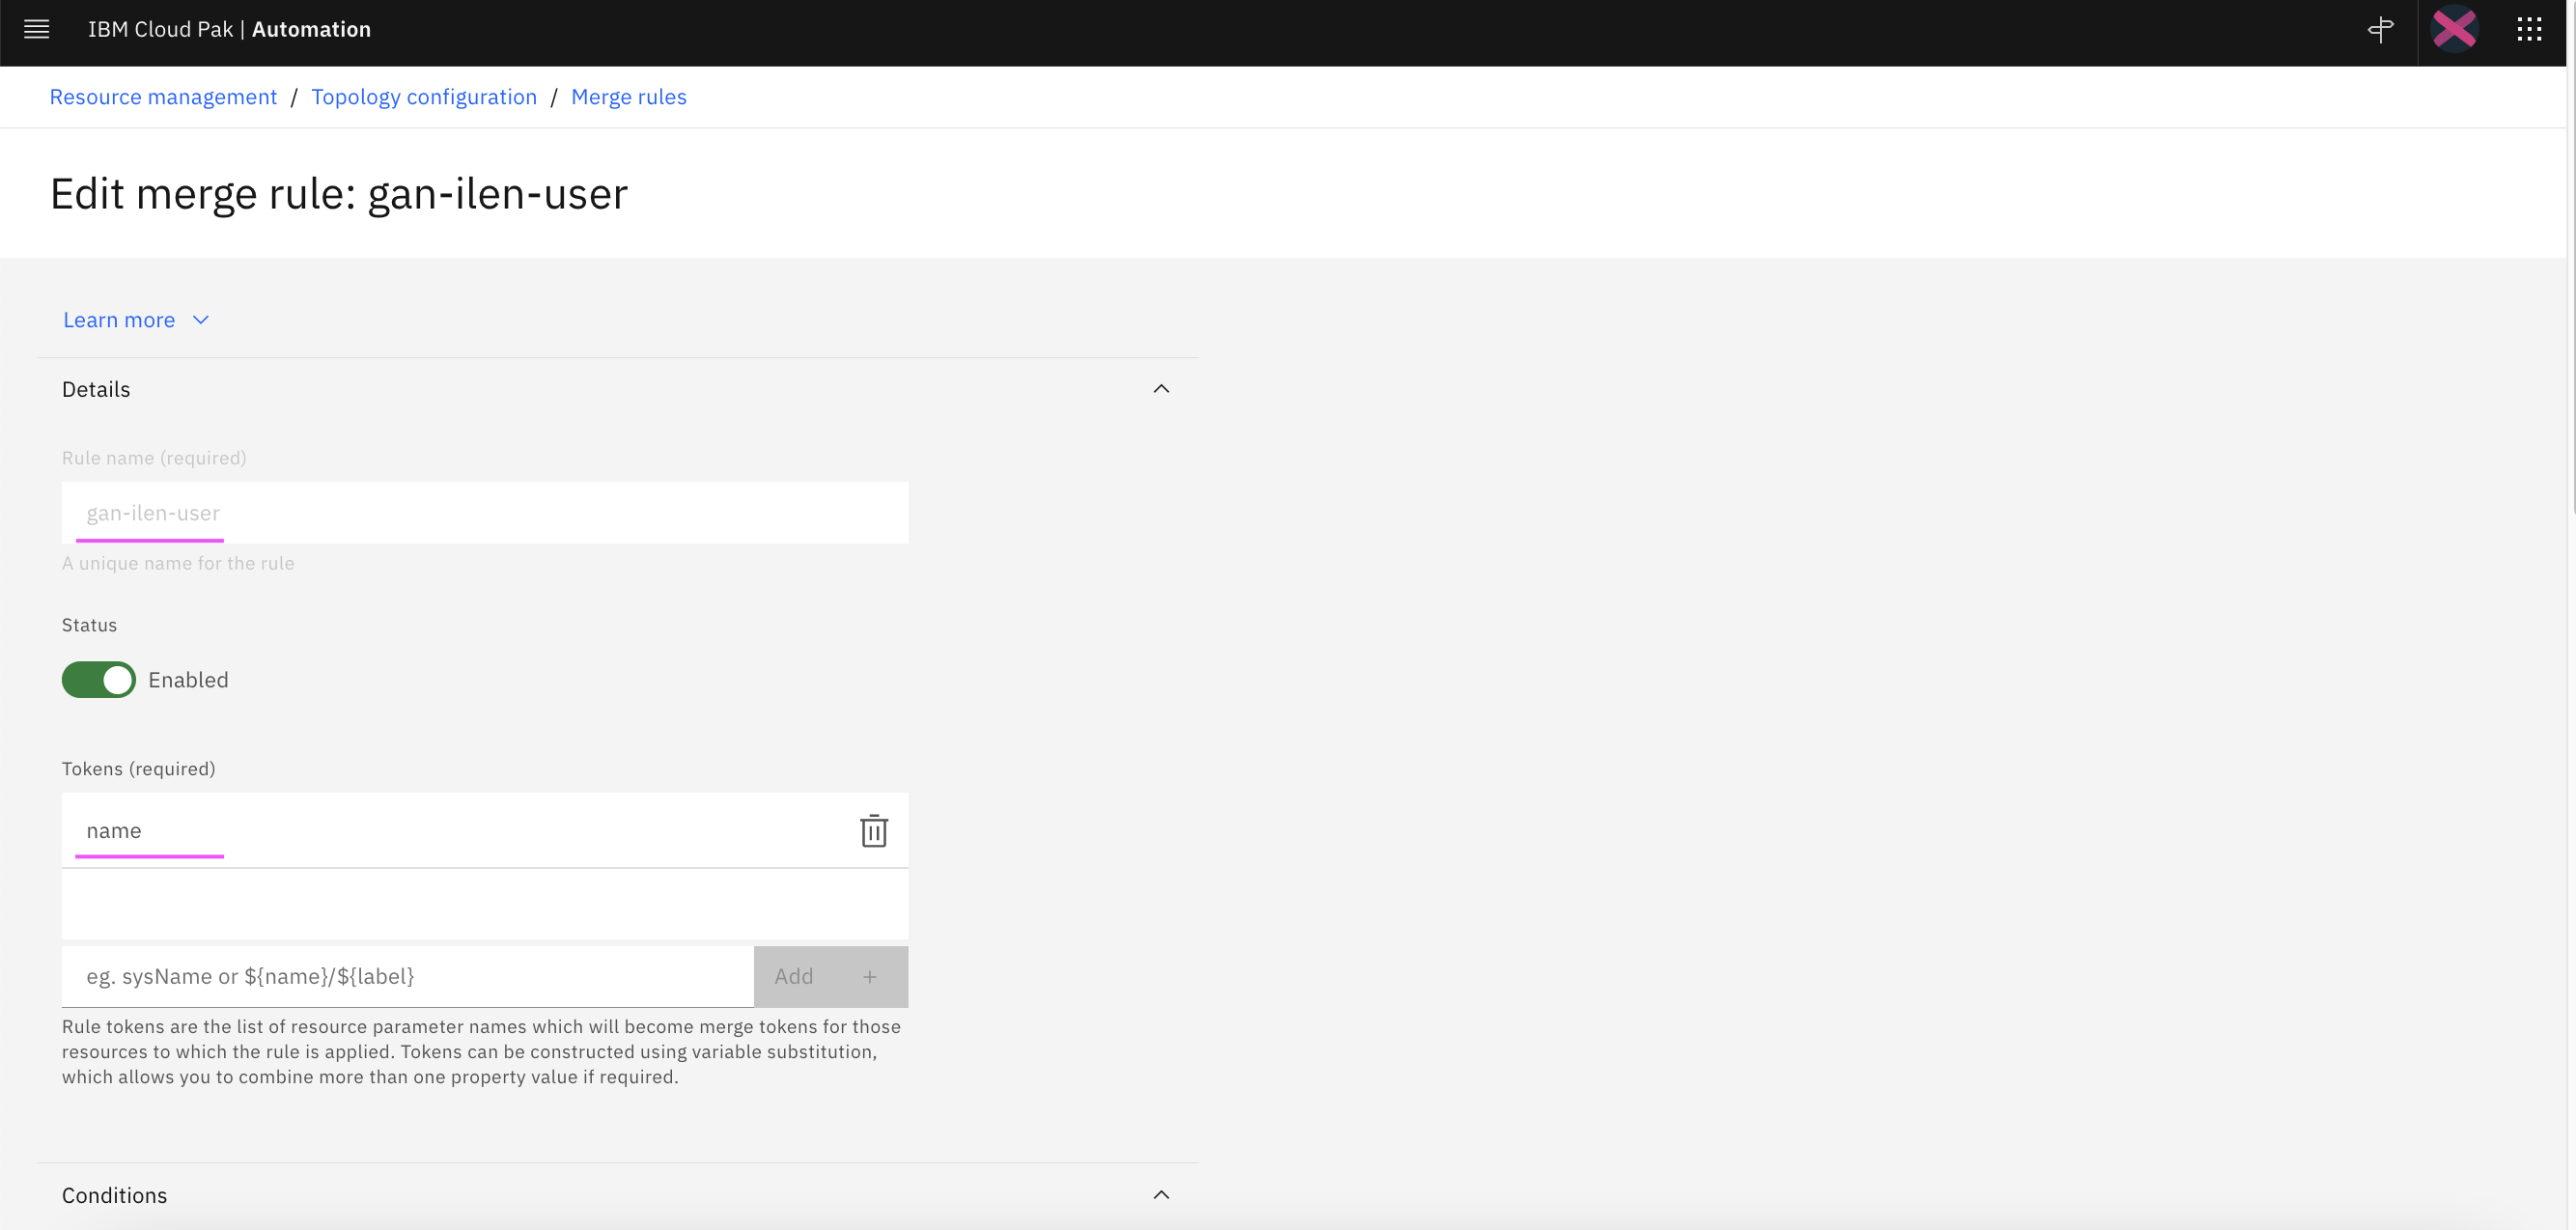 IBM Cloud Pak | Automation
Resource management / Topology configuration / Merge rules
Edit merge rule: gan-ilen-user
Learn more
Details
Rule name (required)
gan-ilen-user
A unique name for the rule
Status
Enabled
Tokens (required)
name
eg. sysName or ${name}/${label}
Add +
Rule tokens are the list of resource parameter names which will become merge tokens for those
resources to which the rule is applied. Tokens can be constructed using variable substitution,
which allows you to combine more than one property value if required.
Conditions